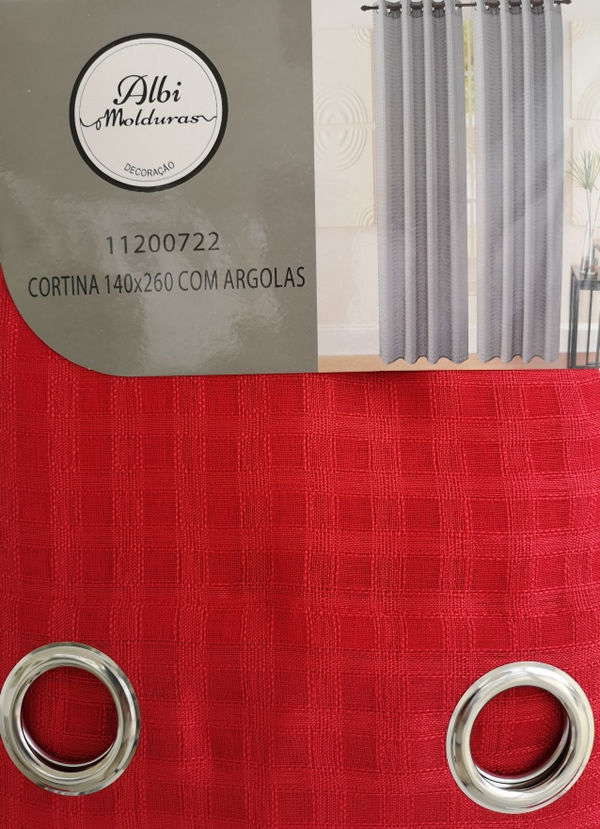 Albi
Molduras
DECORAÇÃO
11200722
CORTINA 140x260 COM ARGOLAS